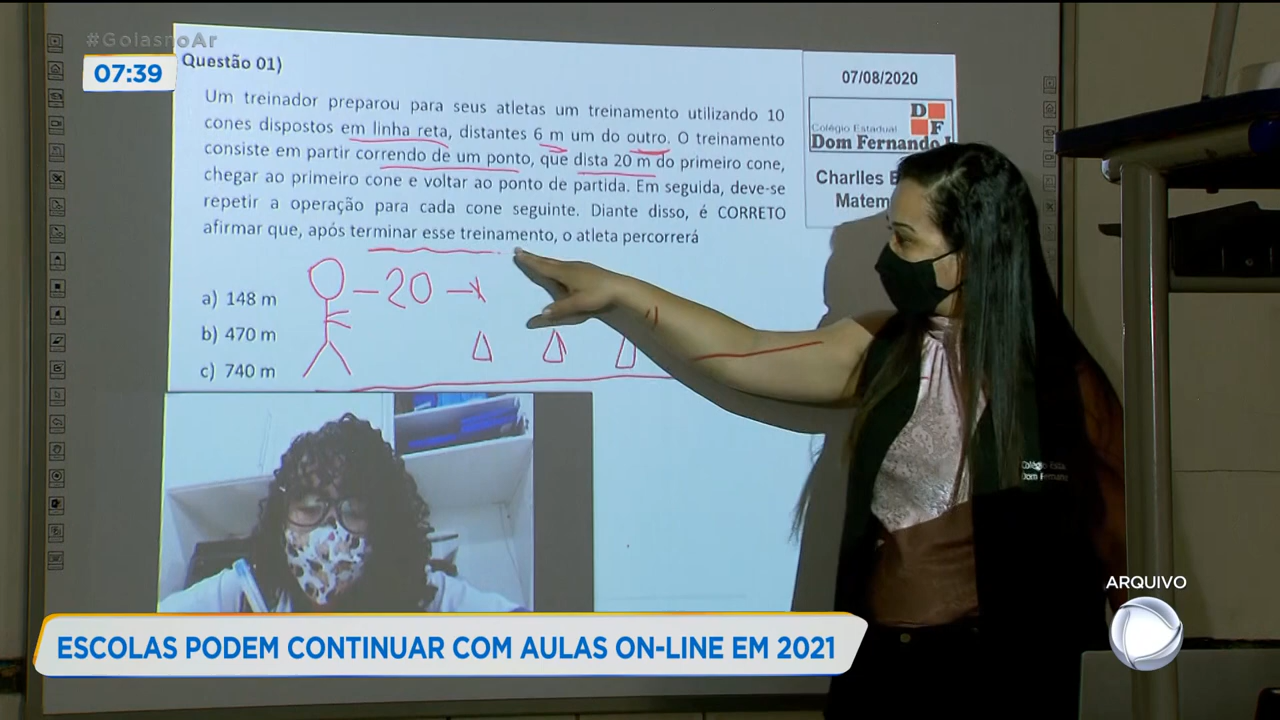 #GoiásnoAr
07:39
Questão 01)
Um treinador preparou para seus atletas um treinamento utilizando 10
cones dispostos em linha reta, distantes 6 m um do outro. O treinamento
consiste em partir correndo de um ponto, que dista 20 m do primeiro cone,
chegar ao primeiro cone e voltar ao ponto de partida. Em seguida, deve-se
repetir a operação para cada cone seguinte. Diante disso, é CORRETO
afirmar que, após terminar esse treinamento, o atleta percorrerá
a) 148 m
b) 470 m
c) 740 m
20
07/08/2020
D
F
Colégio Estadual
Dom Fernando
Charlles
Colégio
Dom
ARQUIVO
ESCOLAS PODEM CONTINUAR COM AULAS ON-LINE EM 2021